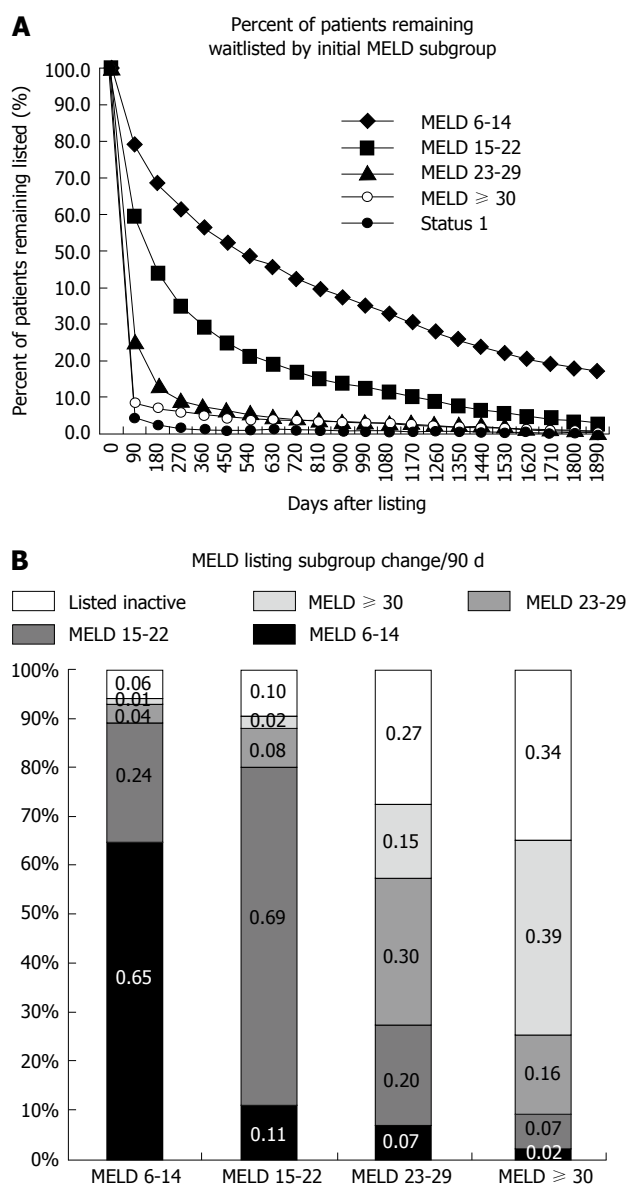 A
Percent of patients remaining
waitlisted by initial MELD subgroup
Percent of patients remaining listed (%)
100.0
90.0
80.0
70.0
60.0
50.0
10.0
30.0
20.0
10.0
0.0
MELD 6-14
MELD 15-22
MELD 23-29
MELD ⩾ 30
Status 1
0 90 180 270 360 450 540 630 720 810 900 990 1080 1170 1260 1350 1440 1530 1620 1710 1800 1890
Days after listing
B
MELD listing subgroup change/90 d
Listed inactive MELD ⩾ 30 MELD 23-29
MELD 15-22 MELD 6-14
100%
90%
80%
70%
60%
50%
40%
30%
20%
10%
0%
0.06
0.01
0.04
0.24
0.65
0.10
0.02
0.08
0.69
0.11
0.27
0.15
0.30
0.20
0.07
0.34
0.39
0.16
0.07
0.02
MELD 6-14 MELD 15-22 MELD 23-29 MELD ⩾ 30